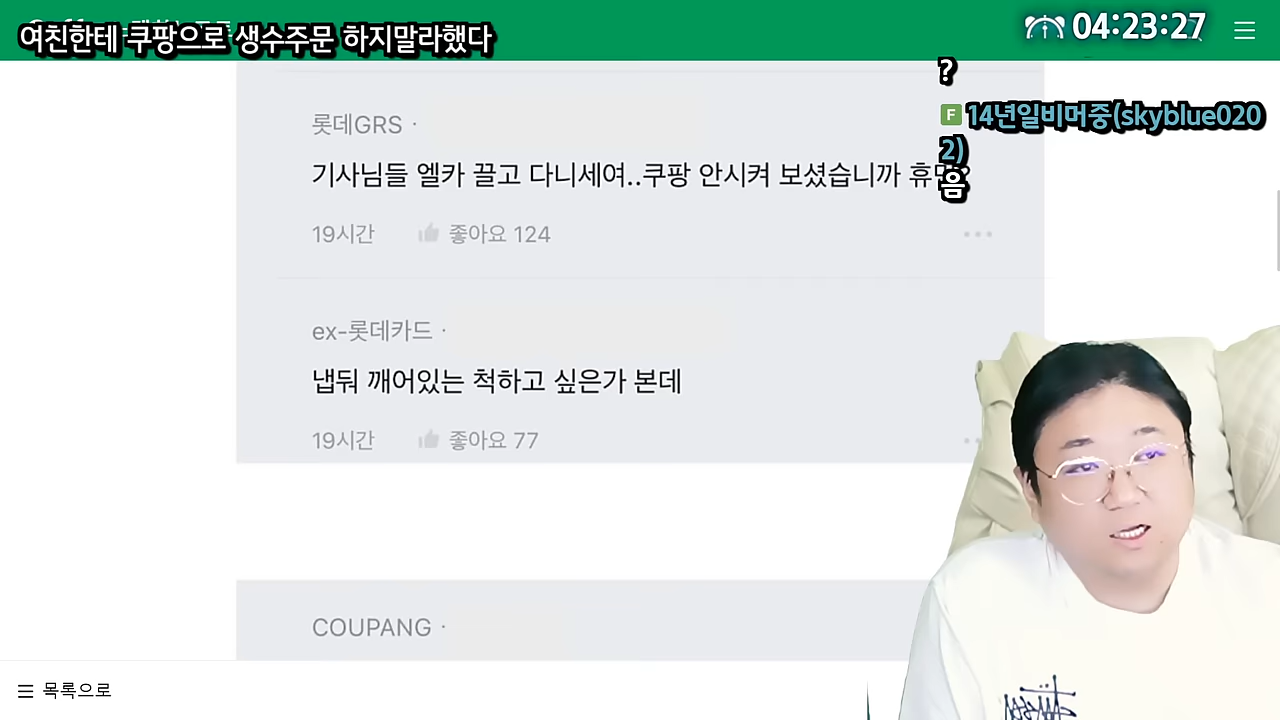 여친한테 쿠팡으로 생수주문 하지말라했다
04:23:27
?
F 14년일비머중(skyblue020
2)
음
롯데GRS ·
기사님들 엘카 끌고 다니세여..쿠팡 안시켜 보셨습니까
19시간 좋아요 124
ex-롯데카드 ·
냅둬 깨어있는 척하고 싶은가 본데
19시간 좋아요 77
COUPANG ·
목록으로